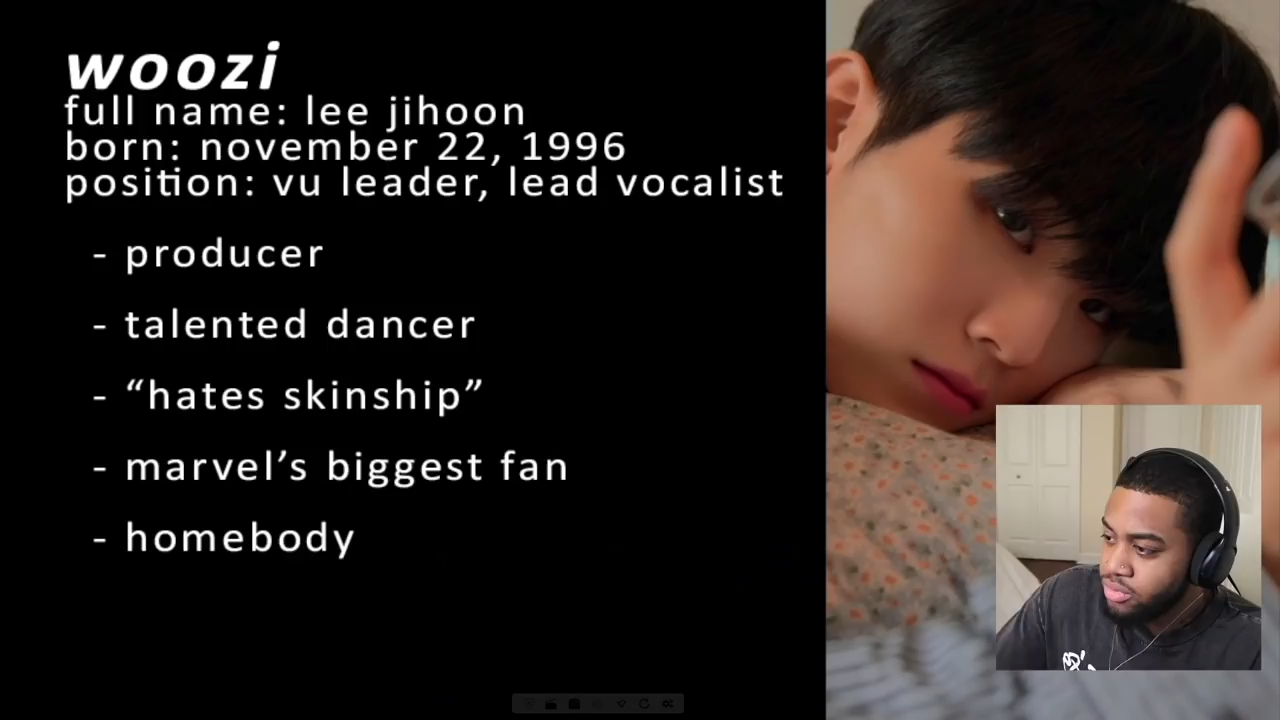 woozi
full name: lee jihoon
born: november 22, 1996
position: vu leader, lead vocalist
- producer
- talented dancer
- “hates skinship”
- marvel’s biggest fan
- homebody